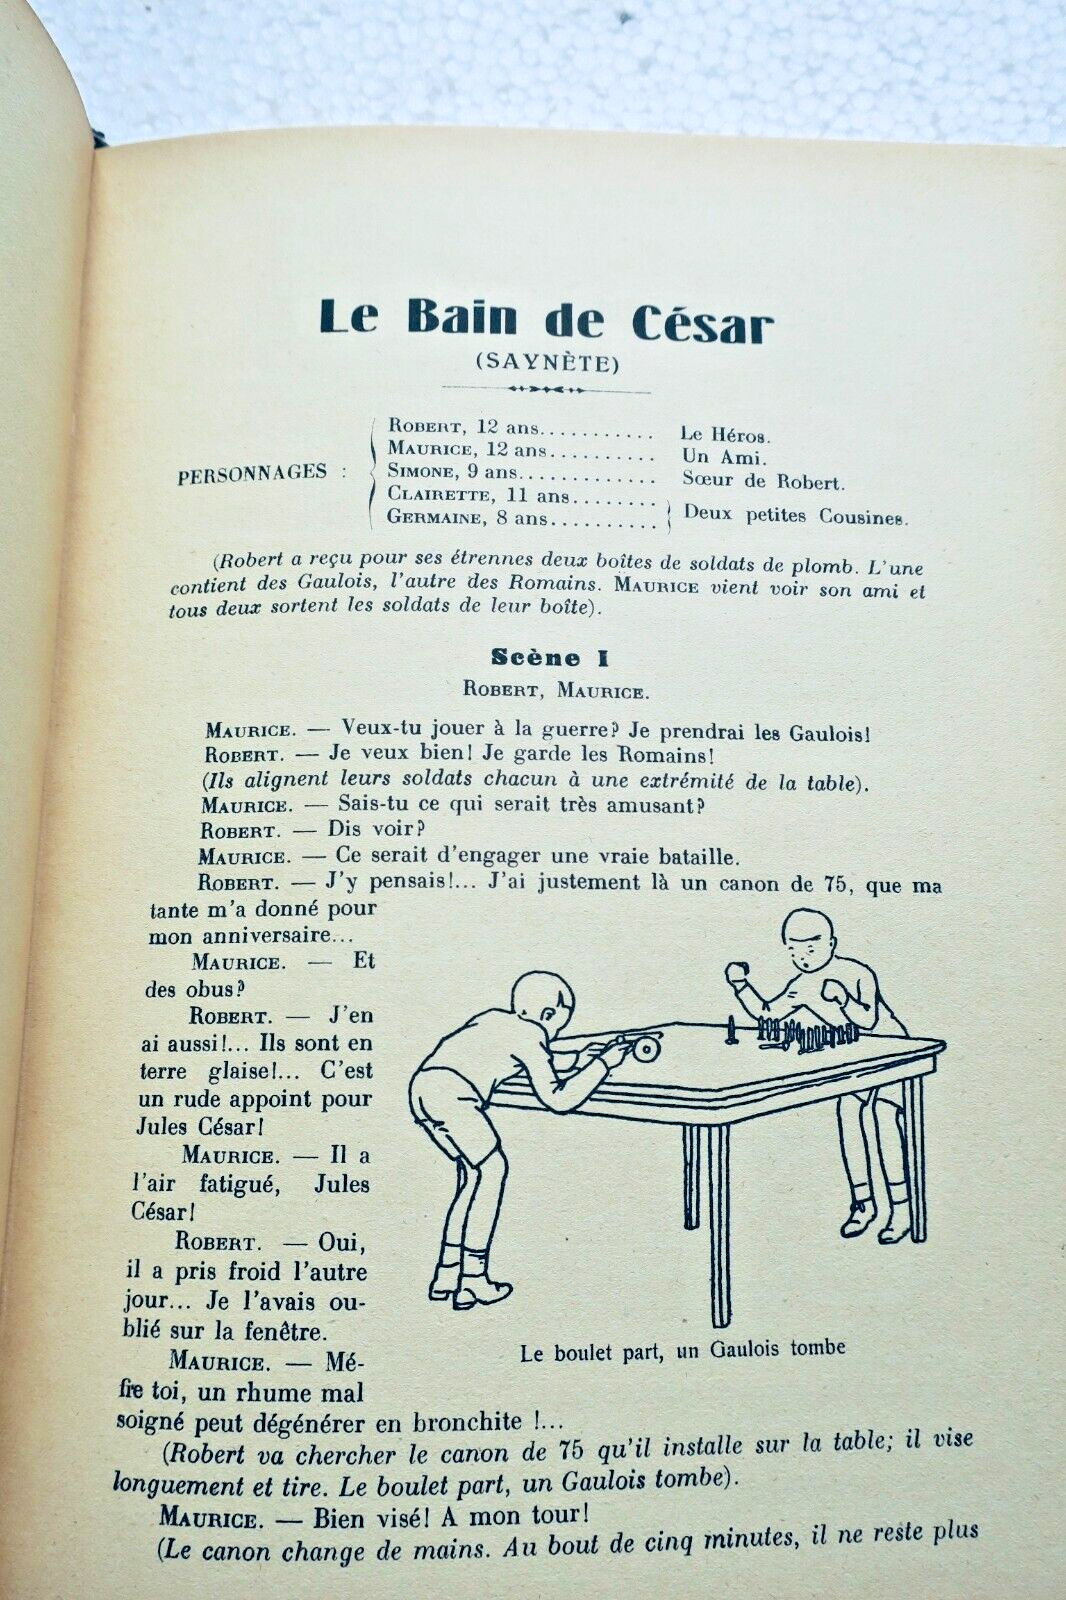 Le Bain de César
(SAYNÈTE)
PERSONNAGES :
ROBERT, 12 ans........... Le Héros.
MAURICE, 12 ans.......... Un Ami.
SIMONE, 9 ans............. Sœur de Robert.
CLAIRETTE, 11 ans........
GERMAINE, 8 ans..........
Deux petites Cousines.
(Robert a reçu pour ses étrennes deux boîtes de soldats de plomb. L'une
contient des Gaulois, l'autre des Romains. MAURICE vient voir son ami et
tous deux sortent les soldats de leur boîte).
Scène I
ROBERT, MAURICE.
MAURICE. — Veux-tu jouer à la guerre? Je prendrai les Gaulois!
ROBERT. — Je veux bien! Je garde les Romains!
(Ils alignent leurs soldats chacun à une extrémité de la table).
MAURICE. — Sais-tu ce qui serait très amusant?
ROBERT. — Dis voir?
MAURICE. — Ce serait d'engager une vraie bataille.
ROBERT. — J'y pensais!... J'ai justement là un canon de 75, que ma
tante m'a donné pour
mon anniversaire...
MAURICE. — Et
des obus?
ROBERT. — J'en
ai aussi!... Ils sont en
terre glaise!... C'est
un rude appoint pour
Jules César!
MAURICE. — Il a
l'air fatigué, Jules
César!
ROBERT. — Oui,
il a pris froid l'autre
jour... Je l'avais ou-
blié sur la fenêtre.
MAURICE. — Mé-
fie toi, un rhume mal
soigné peut dégénérer en bronchite !...
Le boulet part, un Gaulois tombe
(Robert va chercher le canon de 75 qu'il installe sur la table; il vise
longuement et tire. Le boulet part, un Gaulois tombe).
MAURICE. — Bien visé! A mon tour!
(Le canon change de mains. Au bout de cinq minutes, il ne reste plus